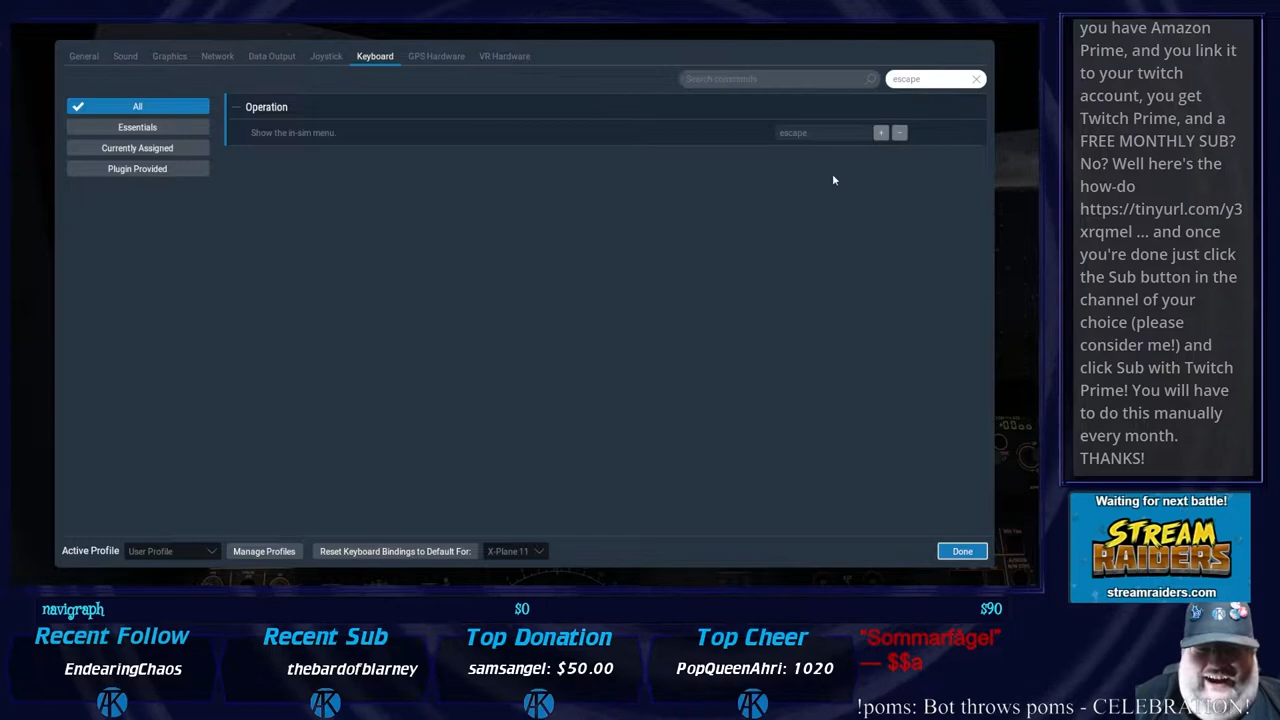 General Sound Graphics Network Data Output Joystick Keyboard GPS Hardware VR Hardware
Search commands
escape
All
Essentials
Currently Assigned
Plugin Provided
Operation
Show the in-sim menu.
escape
+
−
Active Profile
User Profile
Manage Profiles
Reset Keyboard Bindings to Default For:
X-Plane 11
Done
you have Amazon
Prime, and you link it
to your twitch
account, you get
Twitch Prime, and a
FREE MONTHLY SUB?
No? Well here's the
how-do
https://tinyurl.com/y3
xrqmel ... and once
you're done just click
the Sub button in the
channel of your
choice (please
consider me!) and
click Sub with Twitch
Prime! You will have
to do this manually
every month.
THANKS!
Waiting for next battle!
STREAM
RAIDERS
streamraiders.com
navigraph
$0
$90
Recent Follow
EndearingChaos
Recent Sub
thebardofblarney
Top Donation
samsangel: $50.00
Top Cheer
PopQueenAhri: 1020
AK
AK
AK
AK
"Sommarfågel"
— $$a
!poms: Bot throws poms - CELEBRATION!